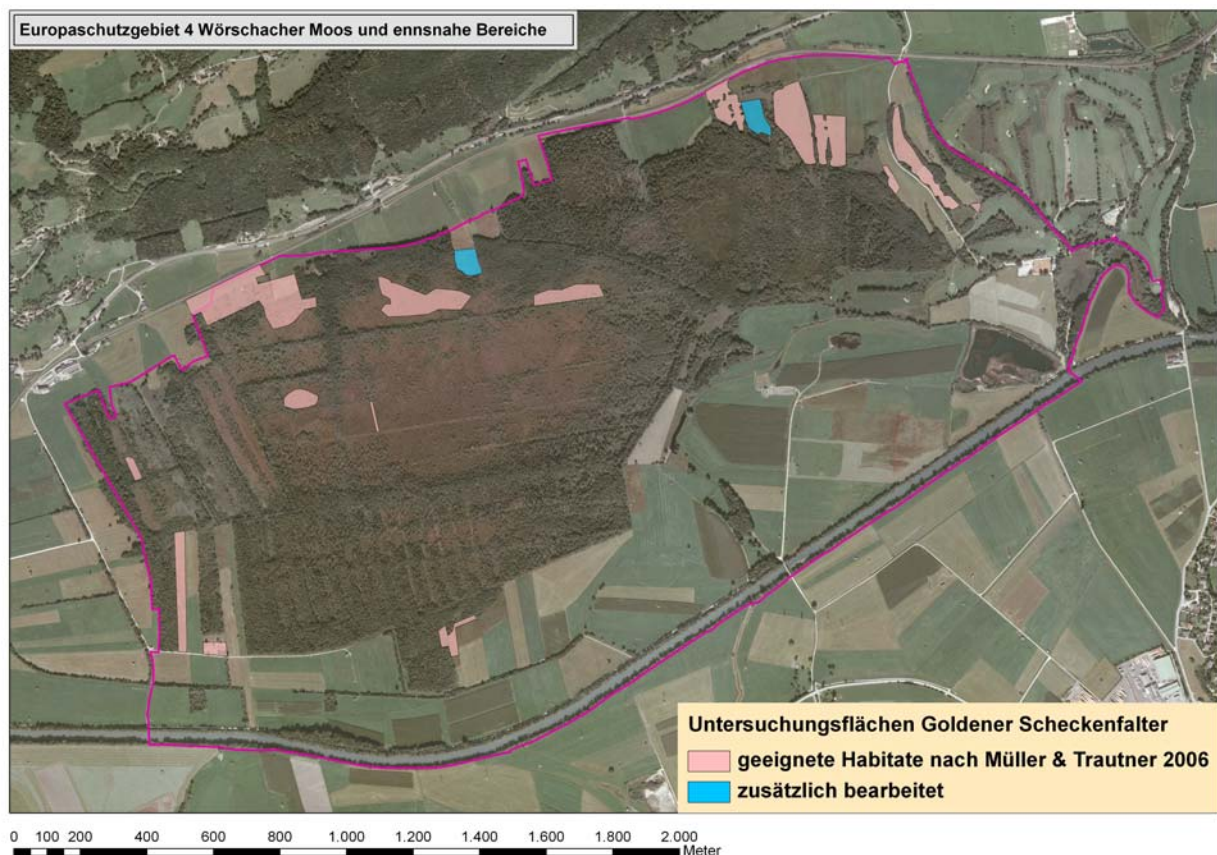 Europaschutzgebiet 4 Wörschacher Moos und ennsnahe Bereiche
Untersuchungsflächen Goldener Scheckenfalter
geeignete Habitate nach Müller & Trautner 2006
zusätzlich bearbeitet
0 100 200 400 600 800 1.000 1.200 1.400 1.600 1.800 2.000
Meter